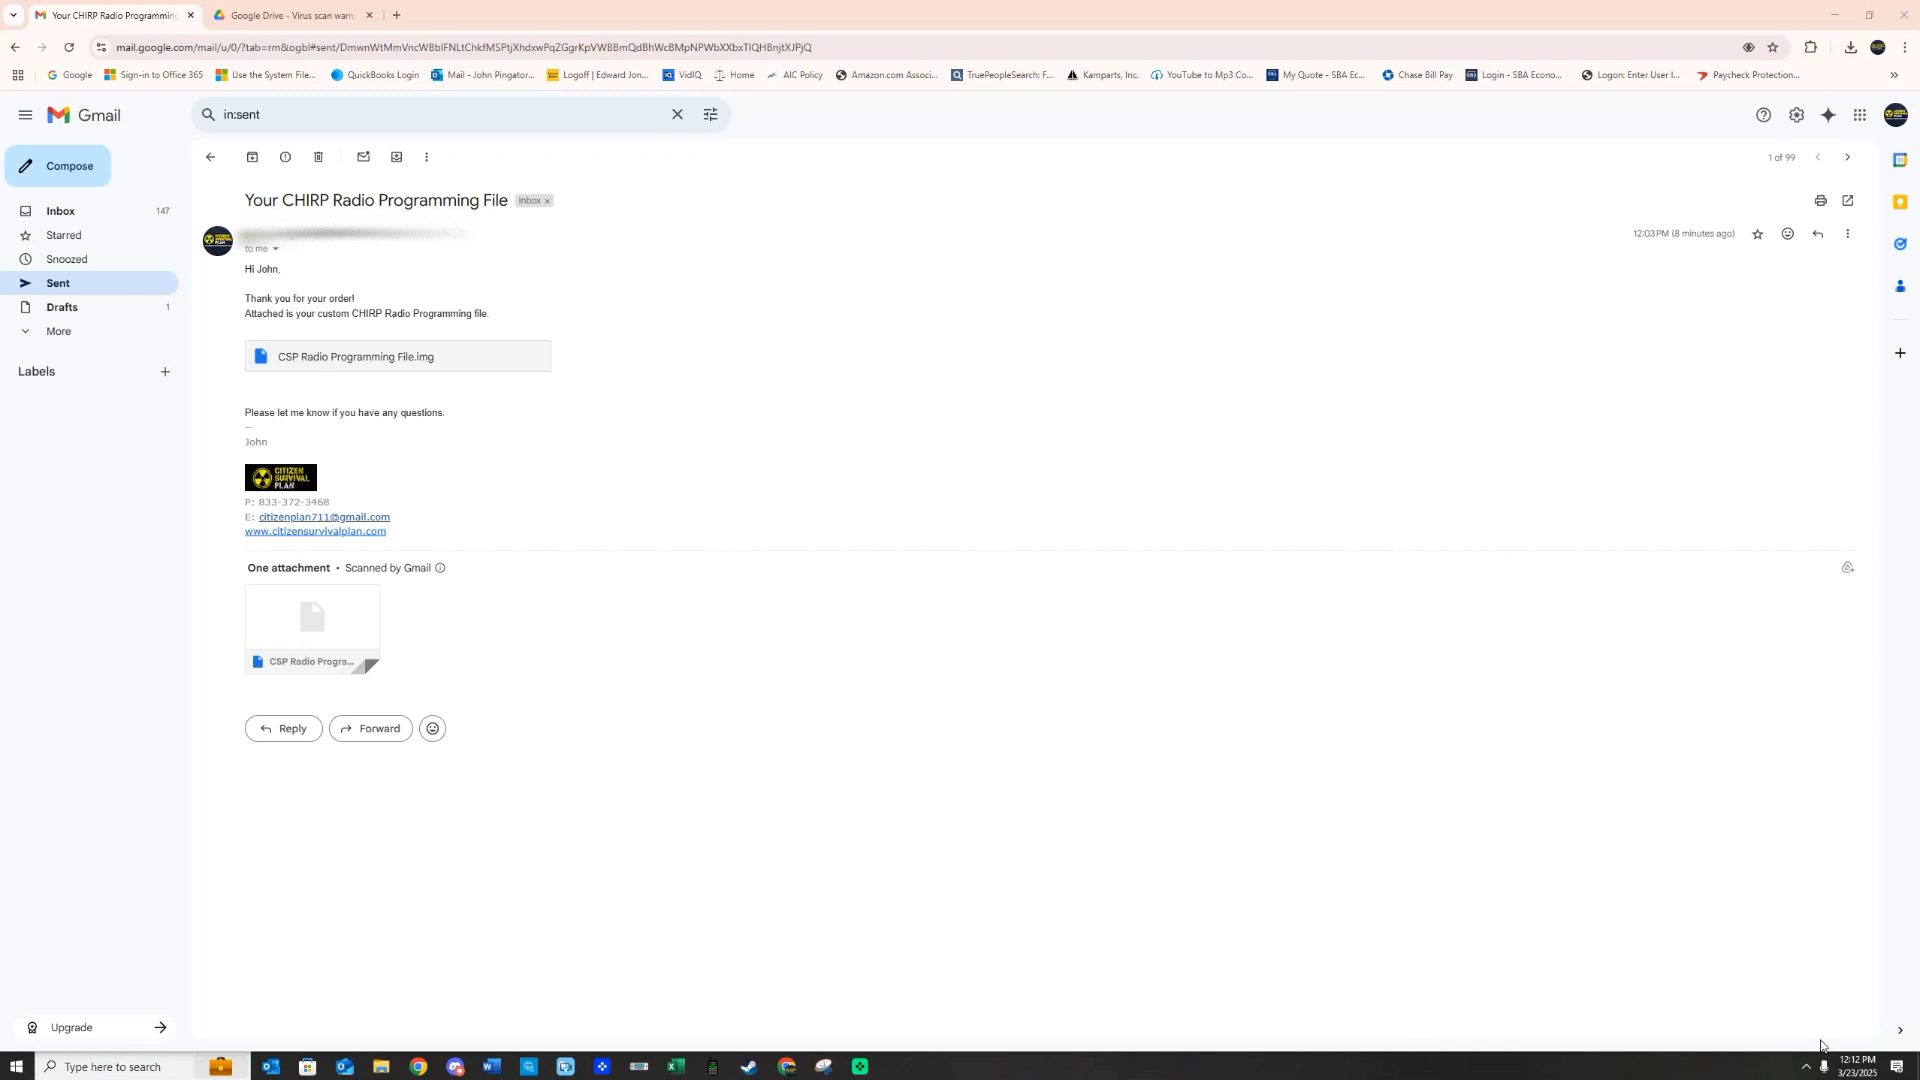 Your CHIRP Radio Programming
Google Drive - Virus scan warn
mail.google.com/mail/u/0/?tab=rm&ogbl#sent/DmwnWtMmVncWBblFNLtChkfMSPtjXhdxwPqZGgrKpVWBBmQdBhWcBMpNPWbXXbxTlQHBnjtXJPjQ
Google
Sign-in to Office 365
Use the System File...
QuickBooks Login
Mail - John Pingator...
Logoff | Edward Jon...
VidIQ
Home
AIC Policy
Amazon.com Associ...
TruePeopleSearch: F...
Kamparts, Inc.
YouTube to Mp3 Co...
My Quote - SBA Ec...
Chase Bill Pay
Login - SBA Econo...
Logon: Enter User I...
Paycheck Protection...
Gmail
in:sent
Compose
1 of 99
Your CHIRP Radio Programming File
Inbox
Inbox 147
Starred
12:03 PM (8 minutes ago)
to me
Snoozed
Hi John,
Sent
Thank you for your order!
Drafts 1
Attached is your custom CHIRP Radio Programming file.
More
CSP Radio Programming File.img
Labels
Please let me know if you have any questions.
--
John
CITIZEN
SURVIVAL
PLAN
P: 833-372-3468
E: citizenplan711@gmail.com
www.citizensurvivalplan.com
One attachment • Scanned by Gmail
CSP Radio Progra...
Reply
Forward
Upgrade
Type here to search
12:12 PM
3/23/2025